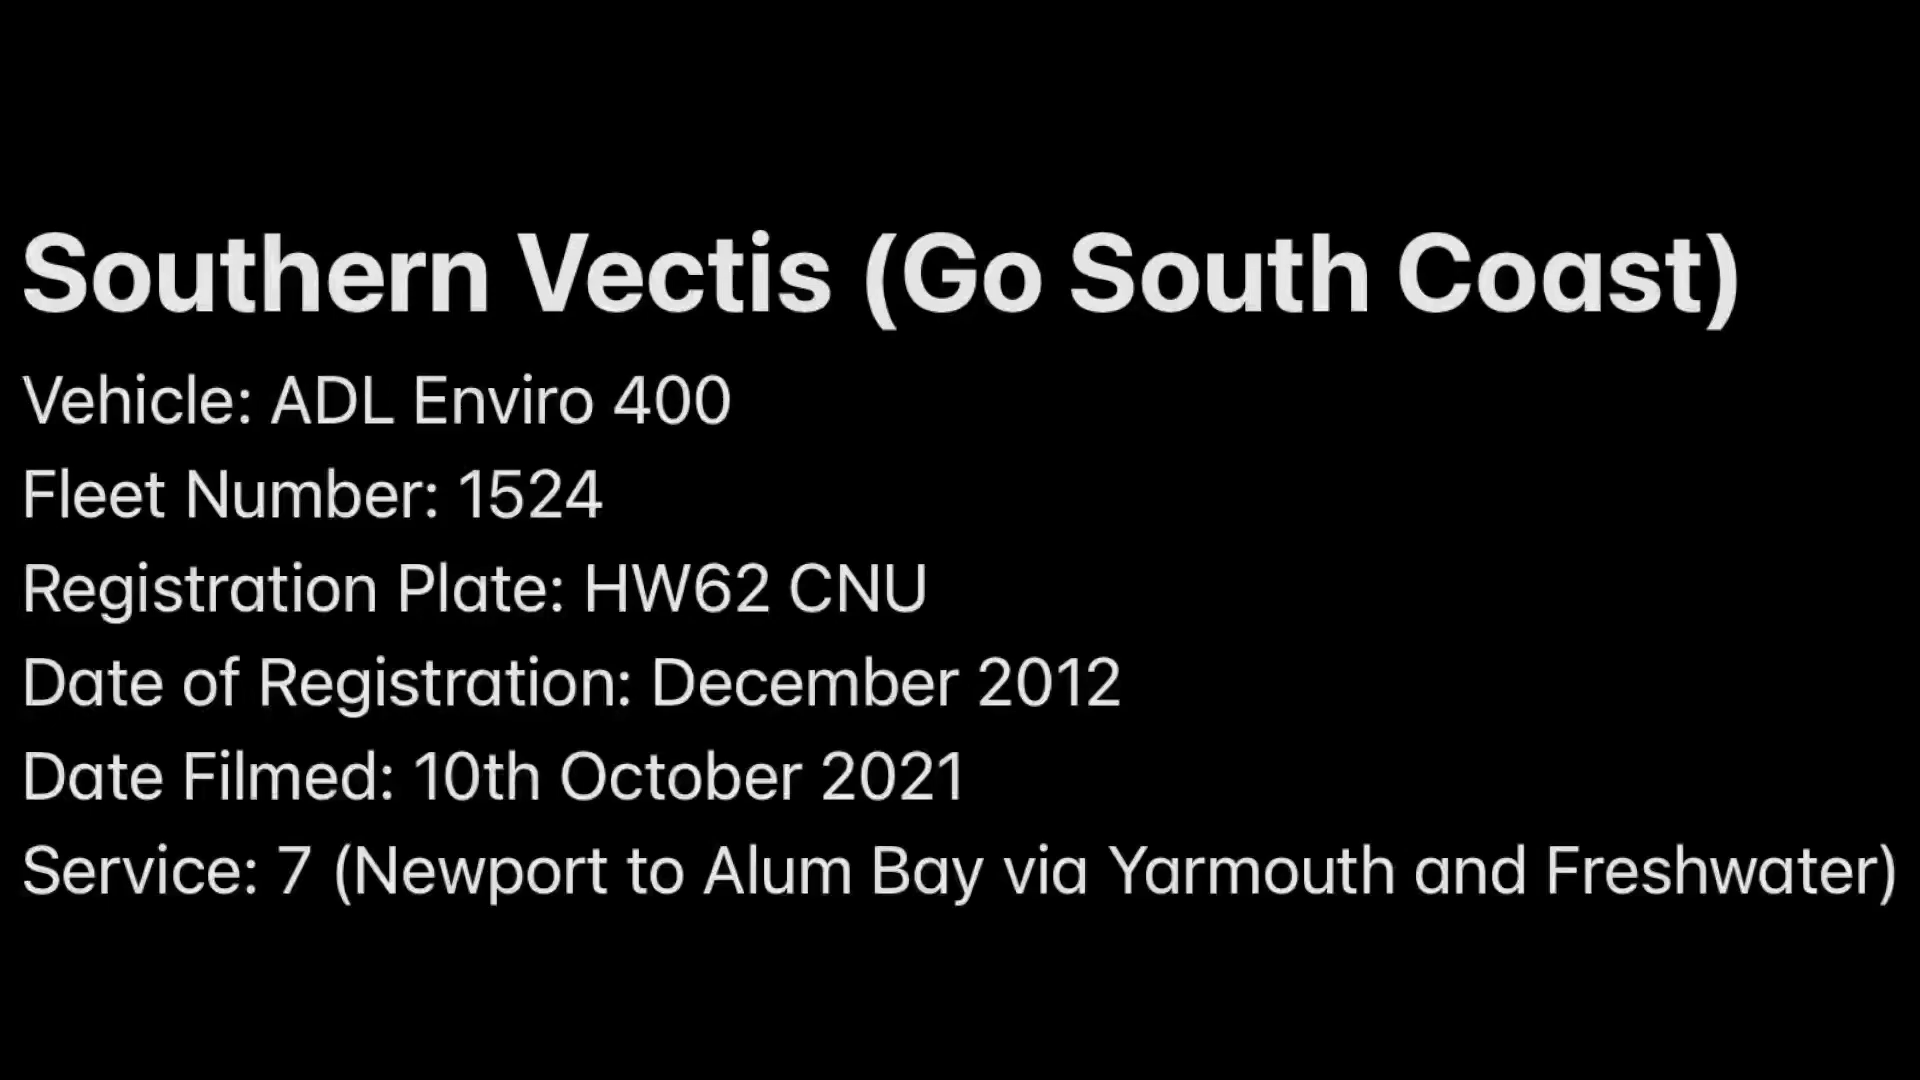 Southern Vectis (Go South Coast)
Vehicle: ADL Enviro 400
Fleet Number: 1524
Registration Plate: HW62 CNU
Date of Registration: December 2012
Date Filmed: 10th October 2021
Service: 7 (Newport to Alum Bay via Yarmouth and Freshwater)